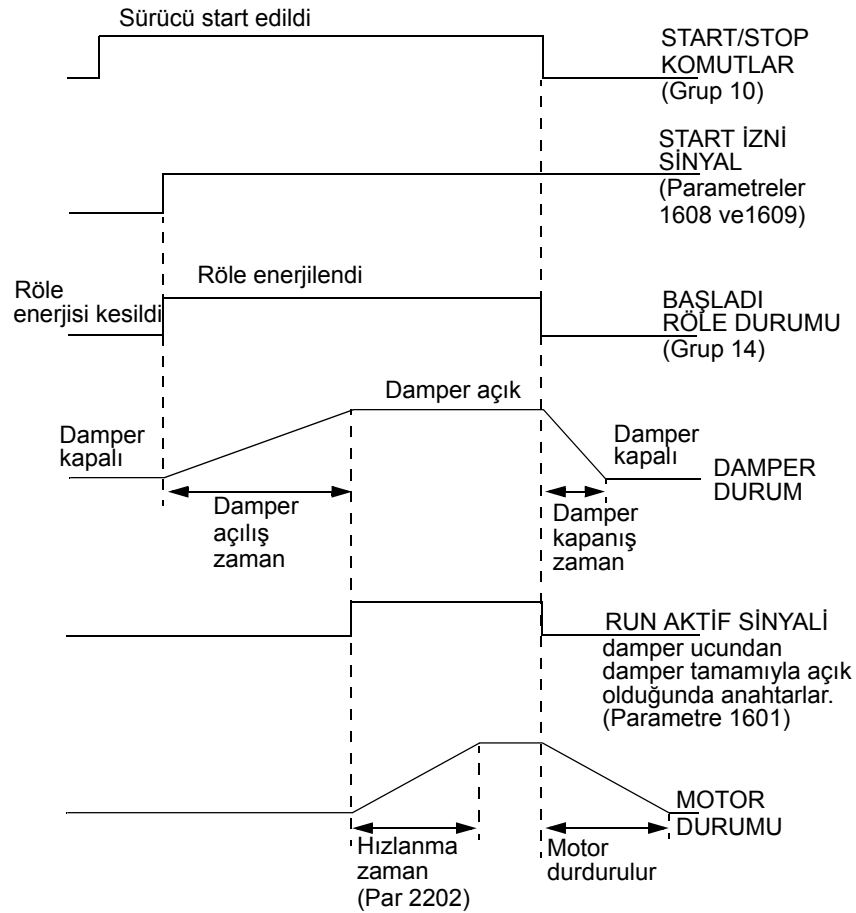 Sürücü start edildi
START/STOP
KOMUTLAR
(Grup 10)
START İZNİ
SİNYAL
(Parametreler
1608 ve1609)
Röle
enerjisi kesildi
Röle enerjilendi
BAŞLADI
RÖLE DURUMU
(Grup 14)
Damper
kapalı
Damper açık
Damper
kapalı
DAMPER
DURUM
Damper
açılış
zaman
Damper
kapanış
zaman
RUN AKTİF SİNYALİ
damper ucundan
damper tamamıyla açık
olduğunda anahtarlar.
(Parametre 1601)
MOTOR
DURUMU
Hızlanma
zaman
(Par 2202)
Motor
durdurulur